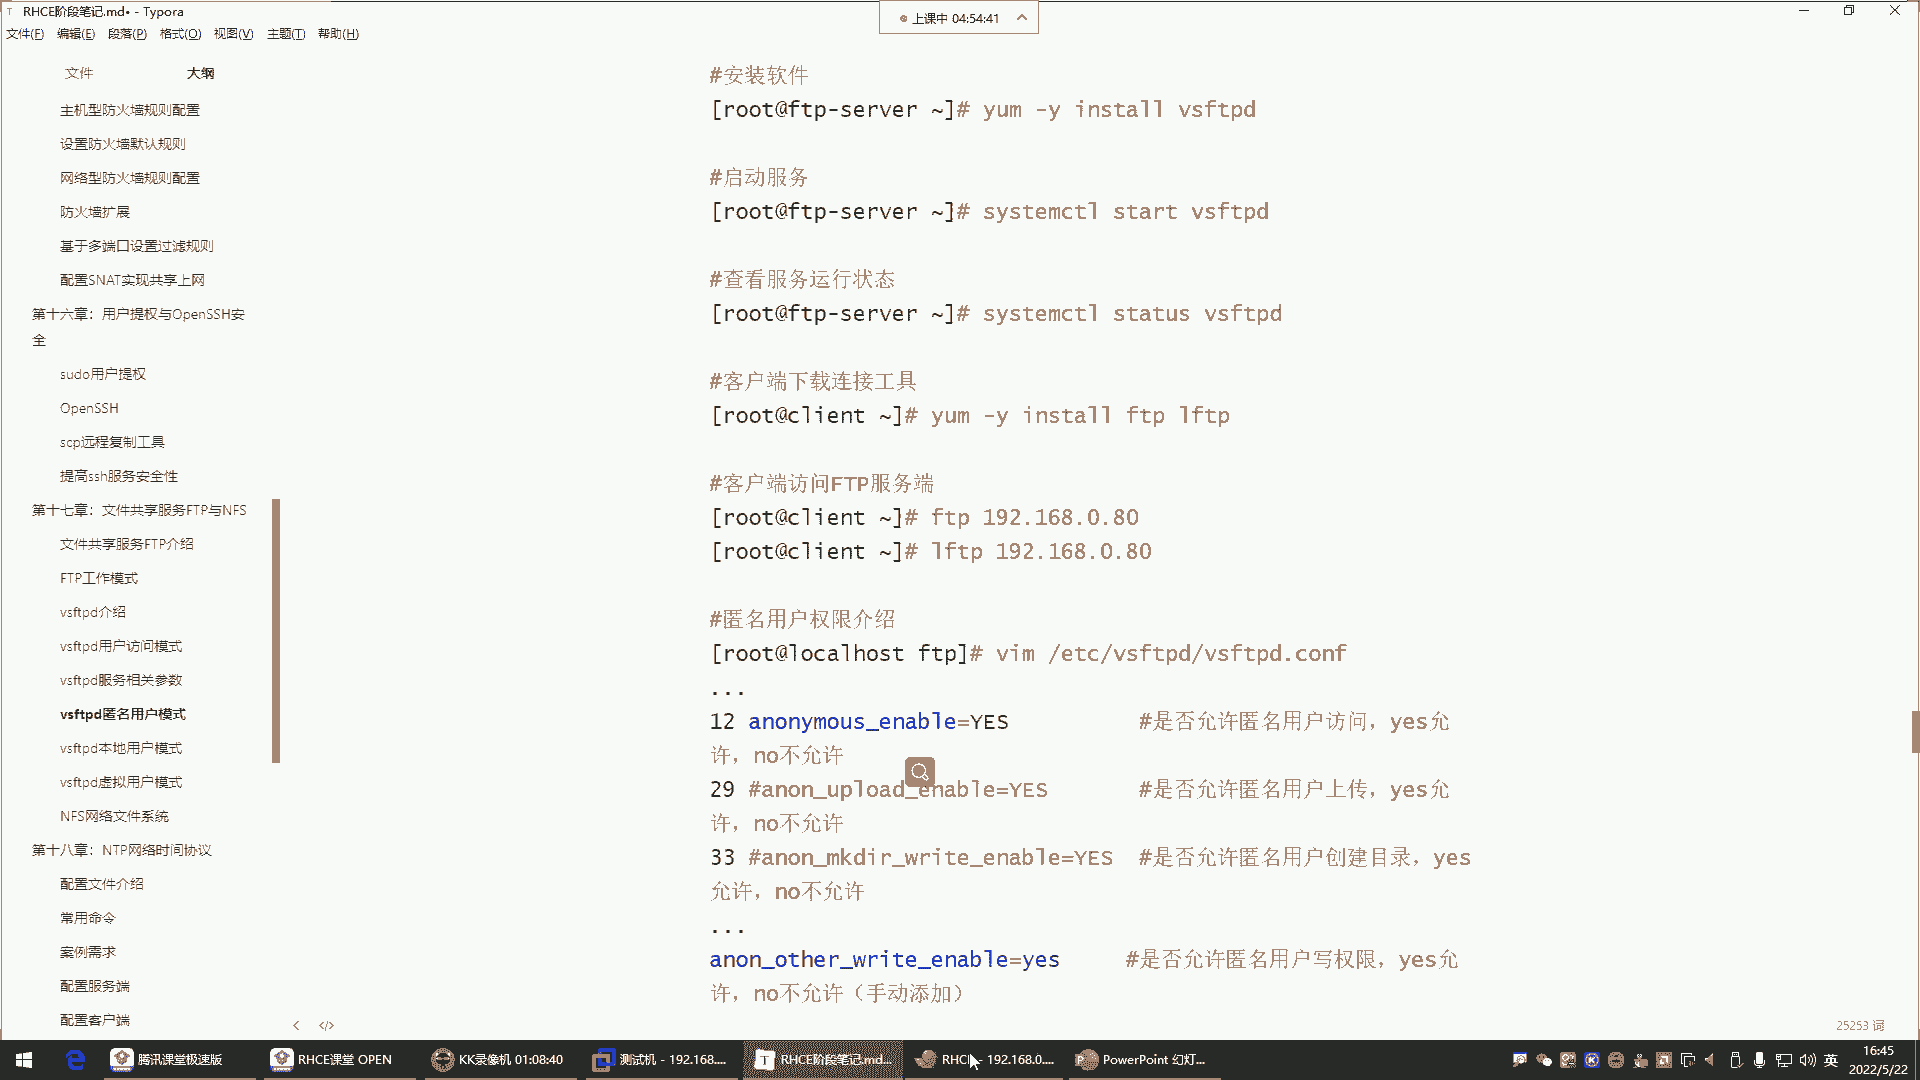 RHCE阶段笔记.md• - Typora
上课中 04:54:41
文件(F) 编辑(E) 段落(P) 格式(O) 视图(V) 主题(T) 帮助(H)
文件 大纲
主机型防火墙规则配置
设置防火墙默认规则
网络型防火墙规则配置
防火墙扩展
基于多端口设置过滤规则
配置SNAT实现共享上网
第十六章：用户提权与OpenSSH安
全
sudo用户提权
OpenSSH
scp远程复制工具
提高ssh服务安全性
第十七章：文件共享服务FTP与NFS
文件共享服务FTP介绍
FTP工作模式
vsftpd介绍
vsftpd用户访问模式
vsftpd服务相关参数
vsftpd匿名用户模式
vsftpd本地用户模式
vsftpd虚拟用户模式
NFS网络文件系统
第十八章：NTP网络时间协议
配置文件介绍
常用命令
案例需求
配置服务端
配置客户端
#安装软件
[root@ftp-server ~]# yum -y install vsftpd
#启动服务
[root@ftp-server ~]# systemctl start vsftpd
#查看服务运行状态
[root@ftp-server ~]# systemctl status vsftpd
#客户端下载连接工具
[root@client ~]# yum -y install ftp lftp
#客户端访问FTP服务端
[root@client ~]# ftp 192.168.0.80
[root@client ~]# lftp 192.168.0.80
#匿名用户权限介绍
[root@localhost ftp]# vim /etc/vsftpd/vsftpd.conf
...
12 anonymous_enable=YES #是否允许匿名用户访问，yes允
许，no不允许
29 #anon_upload_enable=YES #是否允许匿名用户上传，yes允
许，no不允许
33 #anon_mkdir_write_enable=YES #是否允许匿名用户创建目录，yes
允许，no不允许
...
anon_other_write_enable=yes #是否允许匿名用户写权限，yes允
许，no不允许（手动添加）
25253 词
腾讯课堂极速版
RHCE课堂 OPEN
KK录像机 01:08:40
测试机 - 192.168....
RHCE阶段笔记.md...
- 192.168.0....
PowerPoint 幻灯...
英
16:45
2022/5/22